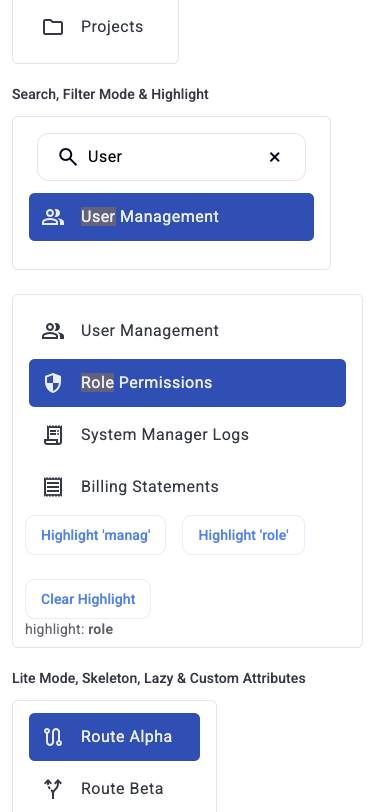 Projects
Search, Filter Mode & Highlight
User
User Management
User Management
Role Permissions
System Manager Logs
Billing Statements
Highlight 'manag' Highlight 'role'
Clear Highlight
highlight: role
Lite Mode, Skeleton, Lazy & Custom Attributes
Route Alpha
Route Beta